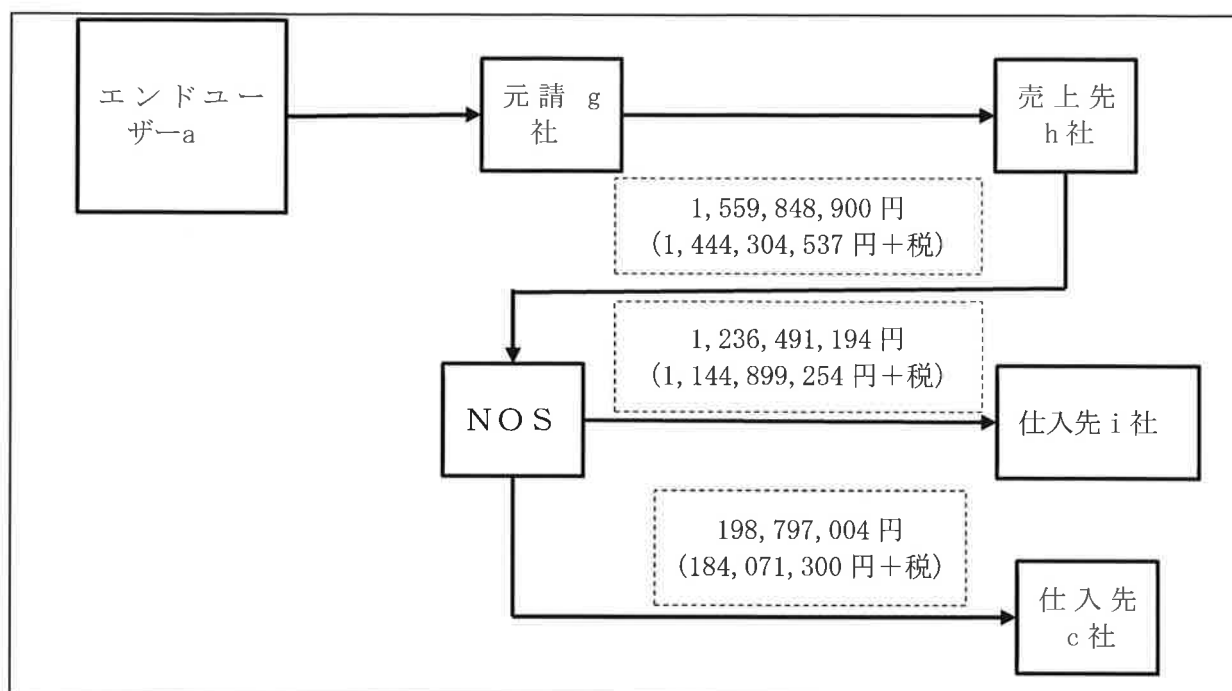 エンドユー
ザーa
元請 g
社
売上先
h社
1,559,848,900円
(1,444,304,537円+税)
1,236,491,194円
(1,144,899,254円+税)
NOS
仕入先i社
198,797,004円
(184,071,300円+税)
仕入先
c社